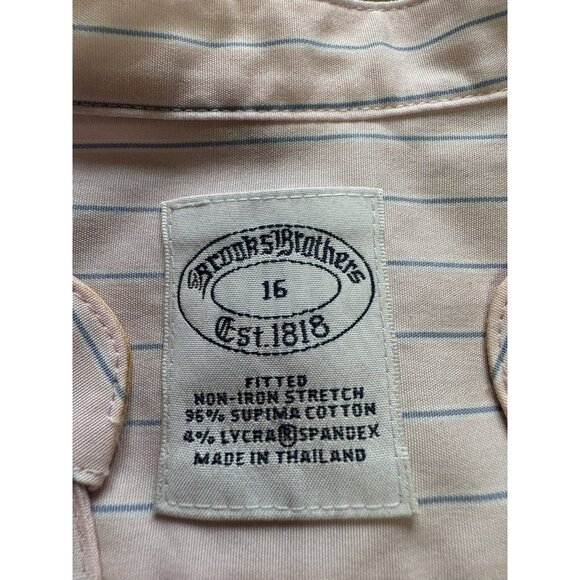 Brooks Brothers
16
Est. 1818
FITTED
NON-IRON STRETCH
96% SUPIMA COTTON
4% LYCRA®SPANDEX
MADE IN THAILAND